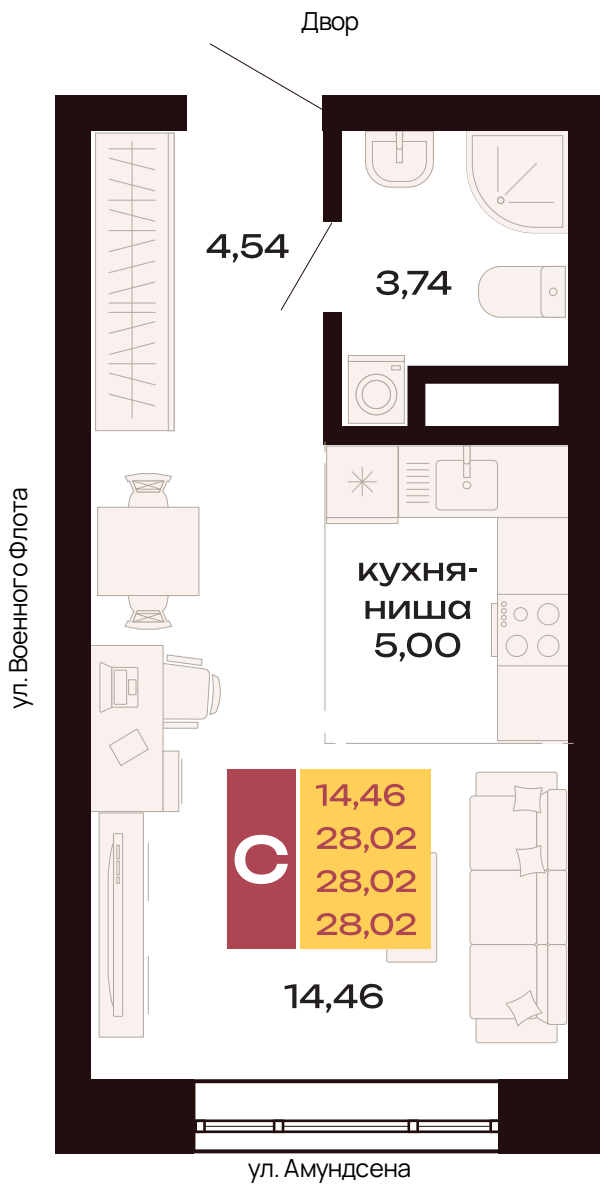 Двор
4,54
3,74
ул. Военного Флота
кухня-
ниша
5,00
С
14,46
28,02
28,02
28,02
14,46
ул. Амундсена